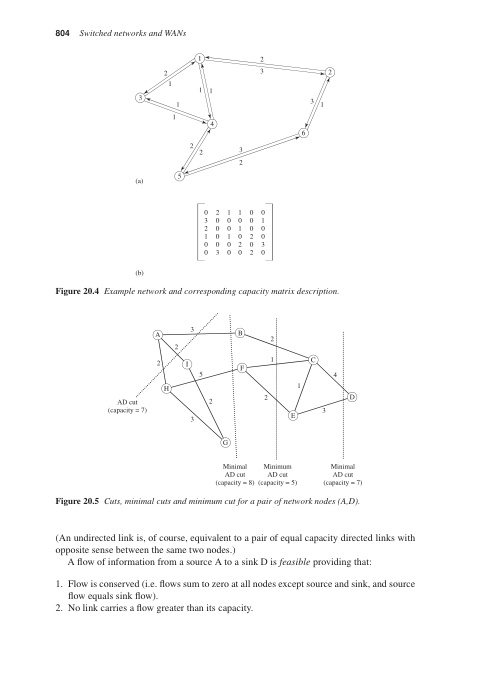 804 Switched networks and WANs
1
2
2
3
2
1
3
1 1
3 1
1
1
4
6
2
2
3
2
5
(a)
0 2 1 1 0 0
3 0 0 0 0 1
2 0 0 1 0 0
1 0 1 0 2 0
0 0 0 2 0 3
0 3 0 0 2 0
(b)
Figure 20.4 Example network and corresponding capacity matrix description.
A
3
B
2
2
2
I
1
C
F
5
4
H
1
AD cut
(capacity = 7)
2
2
D
3
E
3
G
Minimal Minimum Minimal
AD cut AD cut AD cut
(capacity = 8) (capacity = 5) (capacity = 7)
Figure 20.5 Cuts, minimal cuts and minimum cut for a pair of network nodes (A,D).
(An undirected link is, of course, equivalent to a pair of equal capacity directed links with
opposite sense between the same two nodes.)
A flow of information from a source A to a sink D is feasible providing that:
1. Flow is conserved (i.e. flows sum to zero at all nodes except source and sink, and source
flow equals sink flow).
2. No link carries a flow greater than its capacity.